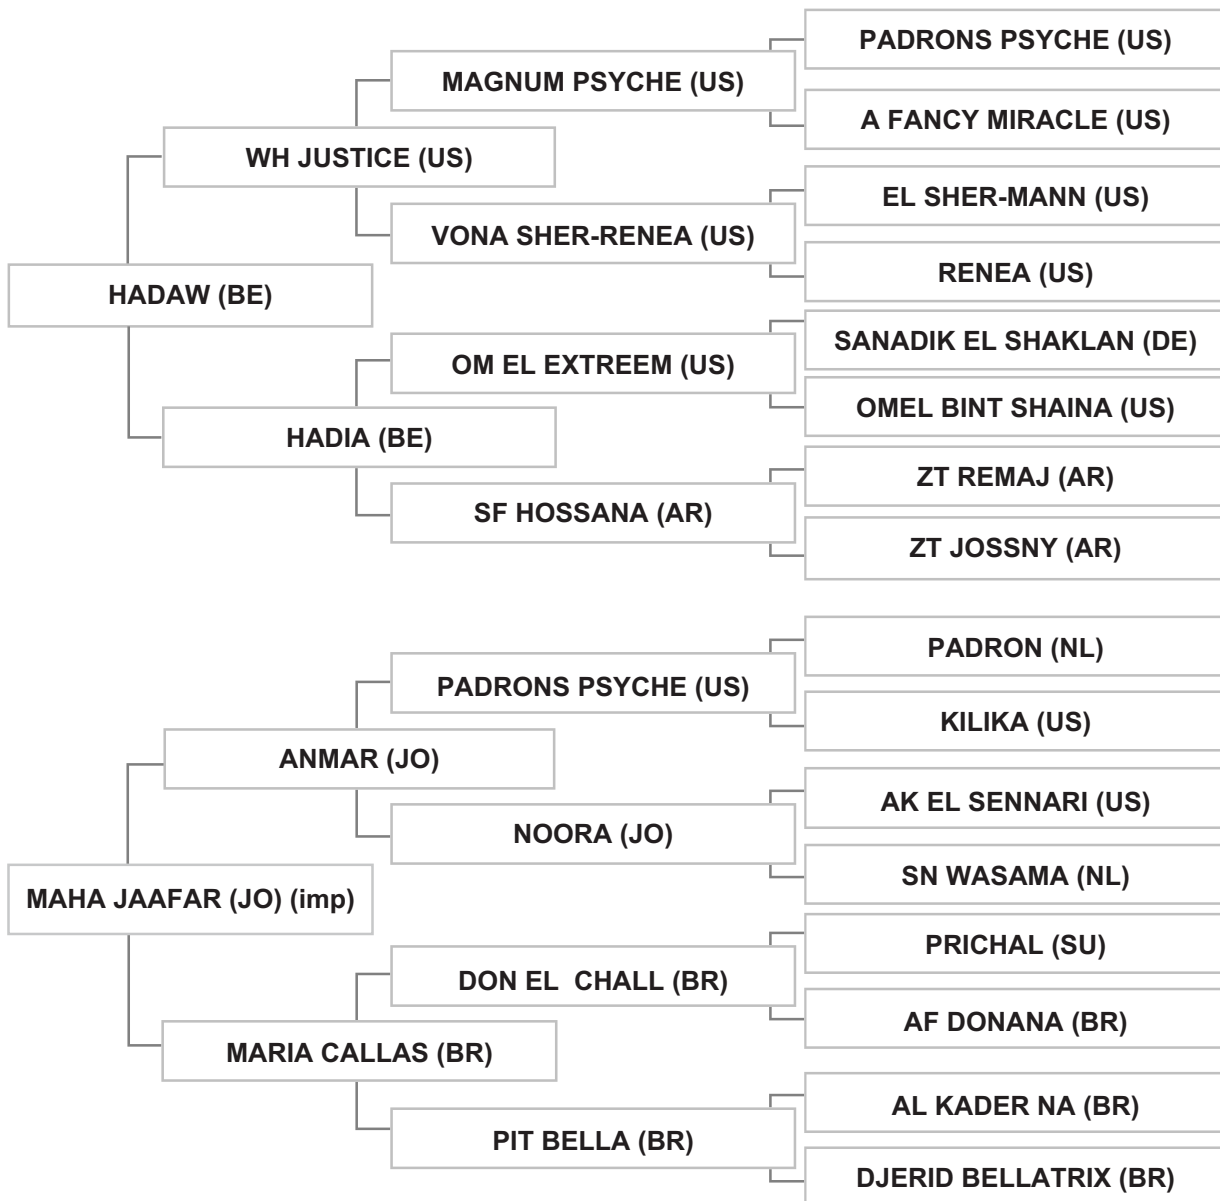 PADRONS PSYCHE (US)
MAGNUM PSYCHE (US)
A FANCY MIRACLE (US)
WH JUSTICE (US)
EL SHER-MANN (US)
VONA SHER-RENEA (US)
RENEA (US)
HADAW (BE)
SANADIK EL SHAKLAN (DE)
OM EL EXTREEM (US)
OMEL BINT SHAINA (US)
HADIA (BE)
ZT REMAJ (AR)
SF HOSSANA (AR)
ZT JOSSNY (AR)
PADRON (NL)
PADRONS PSYCHE (US)
KILIKA (US)
ANMAR (JO)
AK EL SENNARI (US)
NOORA (JO)
SN WASAMA (NL)
MAHA JAAFAR (JO) (imp)
PRICHAL (SU)
DON EL  CHALL (BR)
AF DONANA (BR)
MARIA CALLAS (BR)
AL KADER NA (BR)
PIT BELLA (BR)
DJERID BELLATRIX (BR)